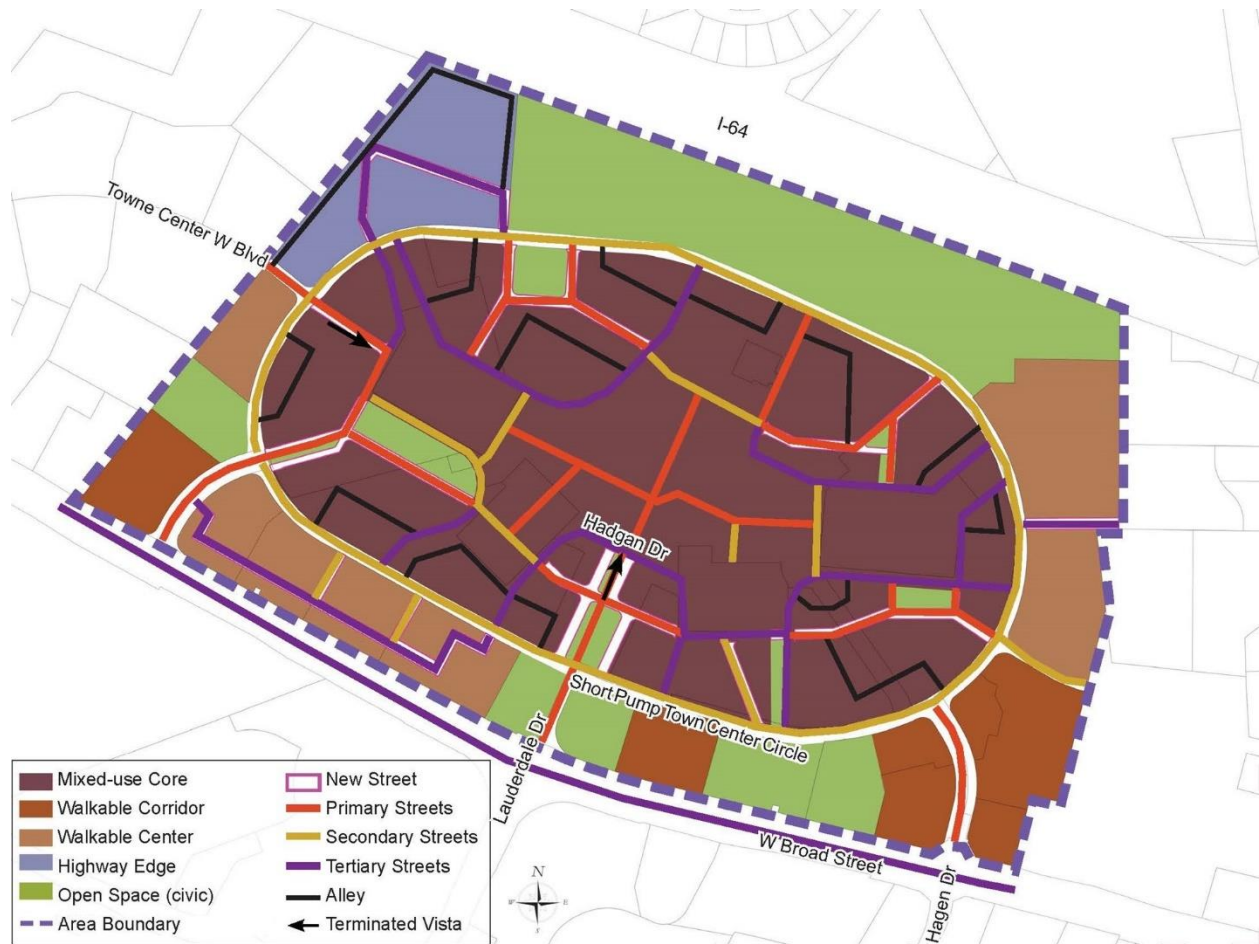 I-64
Towne Center W Blvd
Hadgan Dr
Short Pump Town Center Circle
Lauderdale Dr
W Broad Street
Hagen Dr
Mixed-use Core
Walkable Corridor
Walkable Center
Highway Edge
Open Space (civic)
Area Boundary
New Street
Primary Streets
Secondary Streets
Tertiary Streets
Alley
Terminated Vista
N
W
E
S